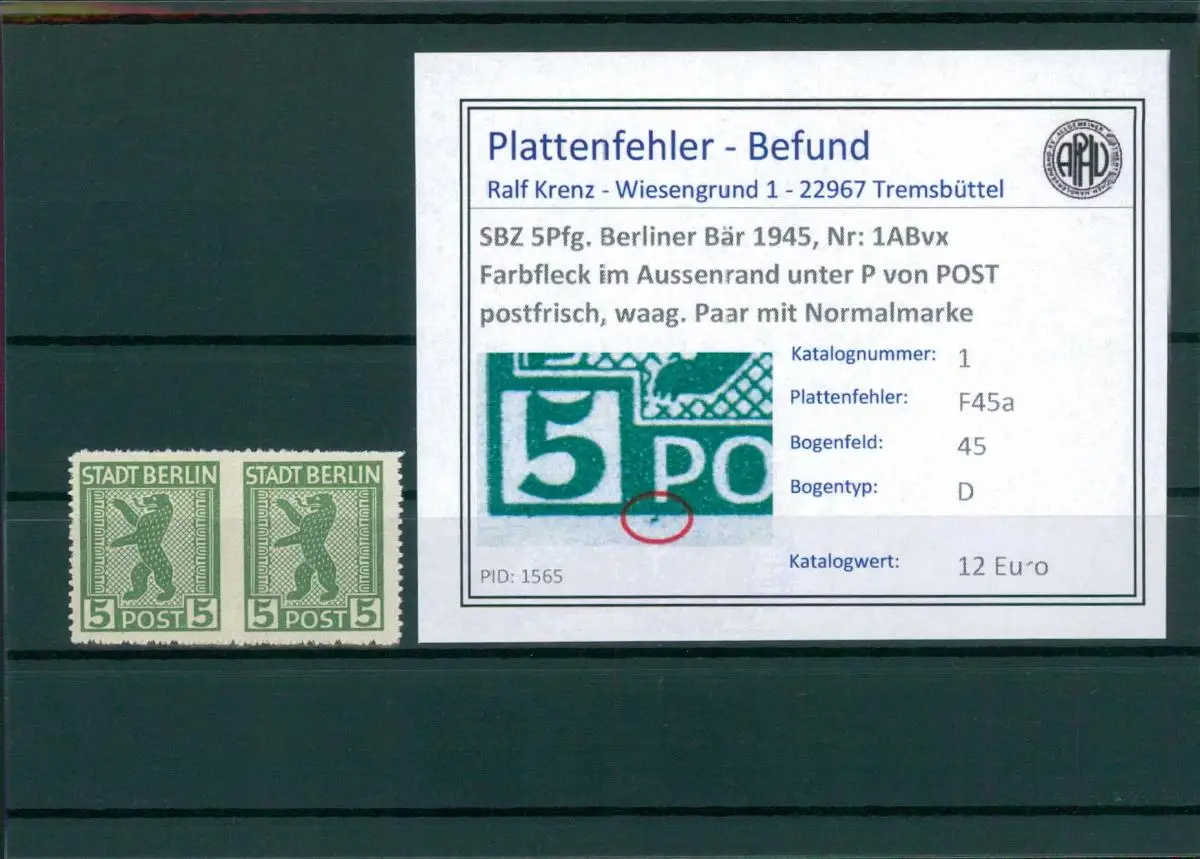 STADT BERLIN STADT BERLIN
5 POST 5 5 POST 5
Plattenfehler - Befund
Ralf Krenz - Wiesengrund 1 - 22967 Tremsbüttel
APHV
SBZ 5Pfg. Berliner Bär 1945, Nr: 1ABvx
Farbfleck im Aussenrand unter P von POST
postfrisch, waag. Paar mit Normalmarke
5 PO
Katalognummer: 1
Plattenfehler: F45a
Bogenfeld: 45
Bogentyp: D
Katalogwert: 12 Euro
PID: 1565